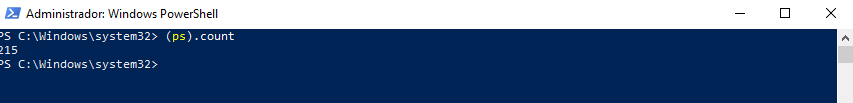 Administrador: Windows PowerShell
PS C:\Windows\system32> (ps).count
215
PS C:\Windows\system32>